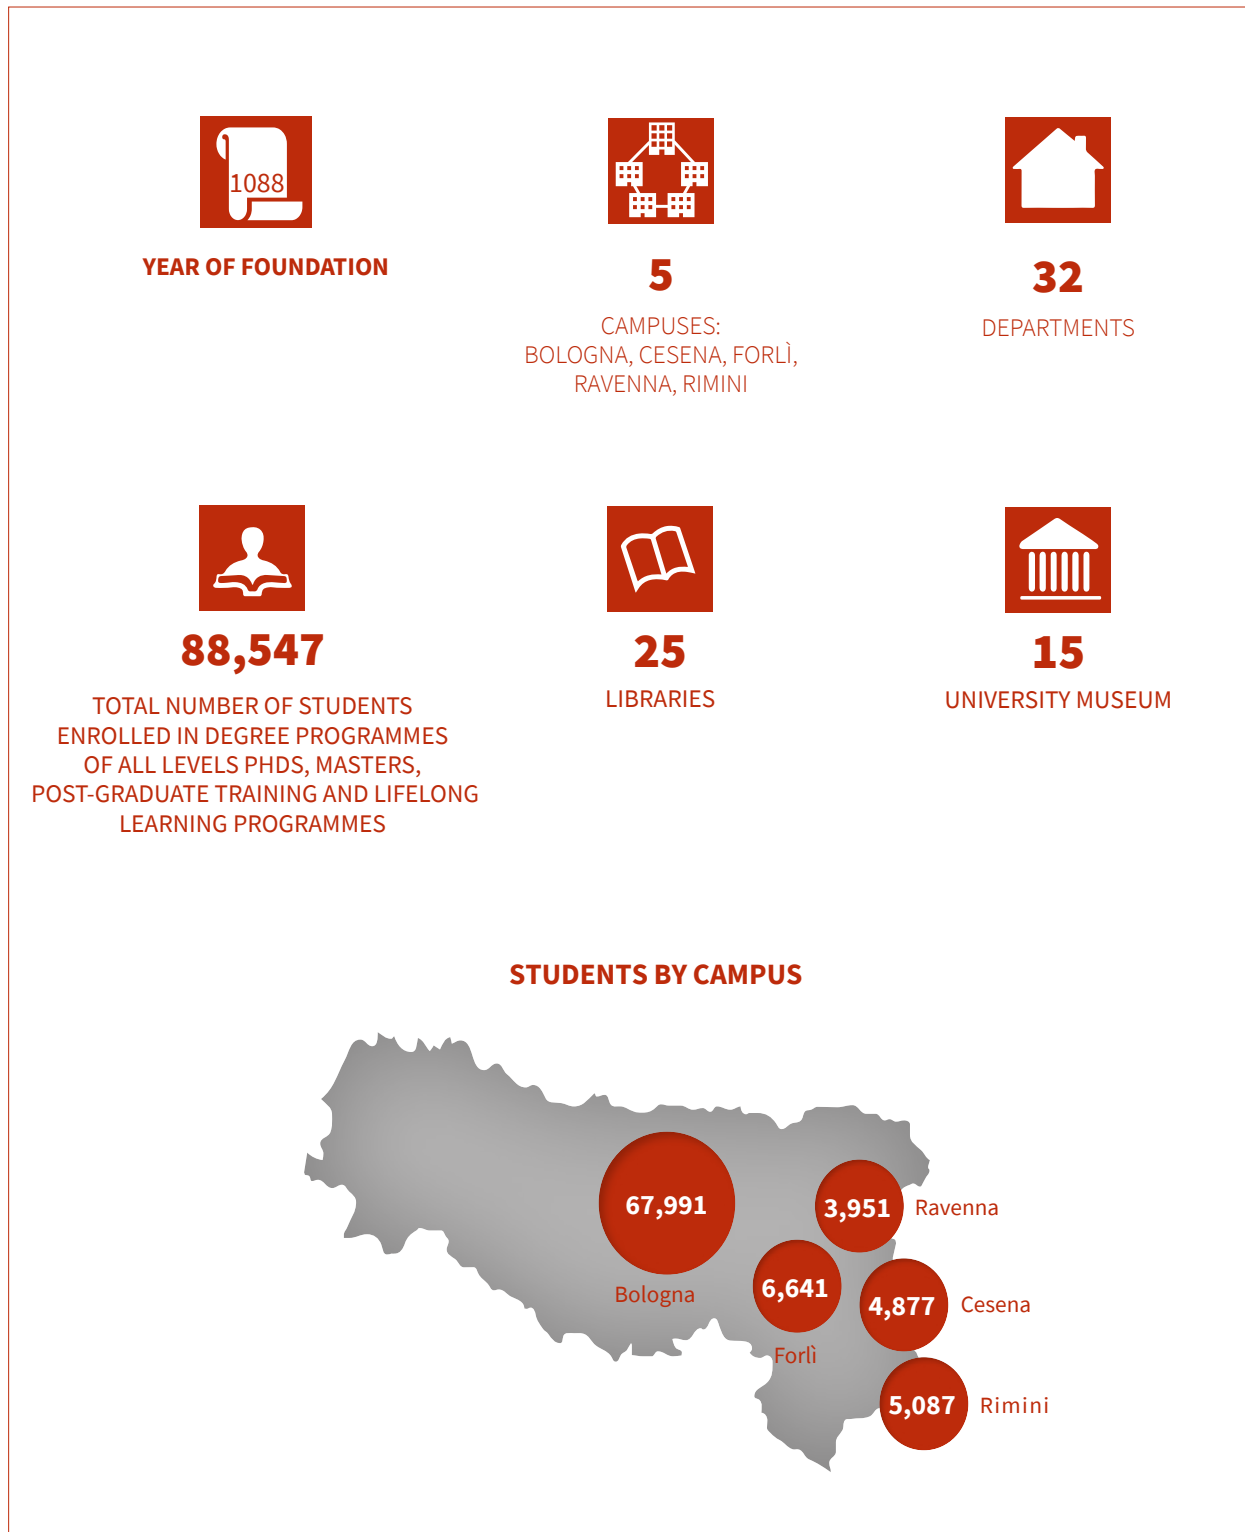 1088
YEAR OF FOUNDATION
5
CAMPUSES:
BOLOGNA, CESENA, FORLÌ,
RAVENNA, RIMINI
32
DEPARTMENTS
88,547
TOTAL NUMBER OF STUDENTS
ENROLLED IN DEGREE PROGRAMMES
OF ALL LEVELS PHDS, MASTERS,
POST-GRADUATE TRAINING AND LIFELONG
LEARNING PROGRAMMES
25
LIBRARIES
15
UNIVERSITY MUSEUM
STUDENTS BY CAMPUS
67,991
Bologna
3,951 Ravenna
6,641
Forlì
4,877 Cesena
5,087 Rimini